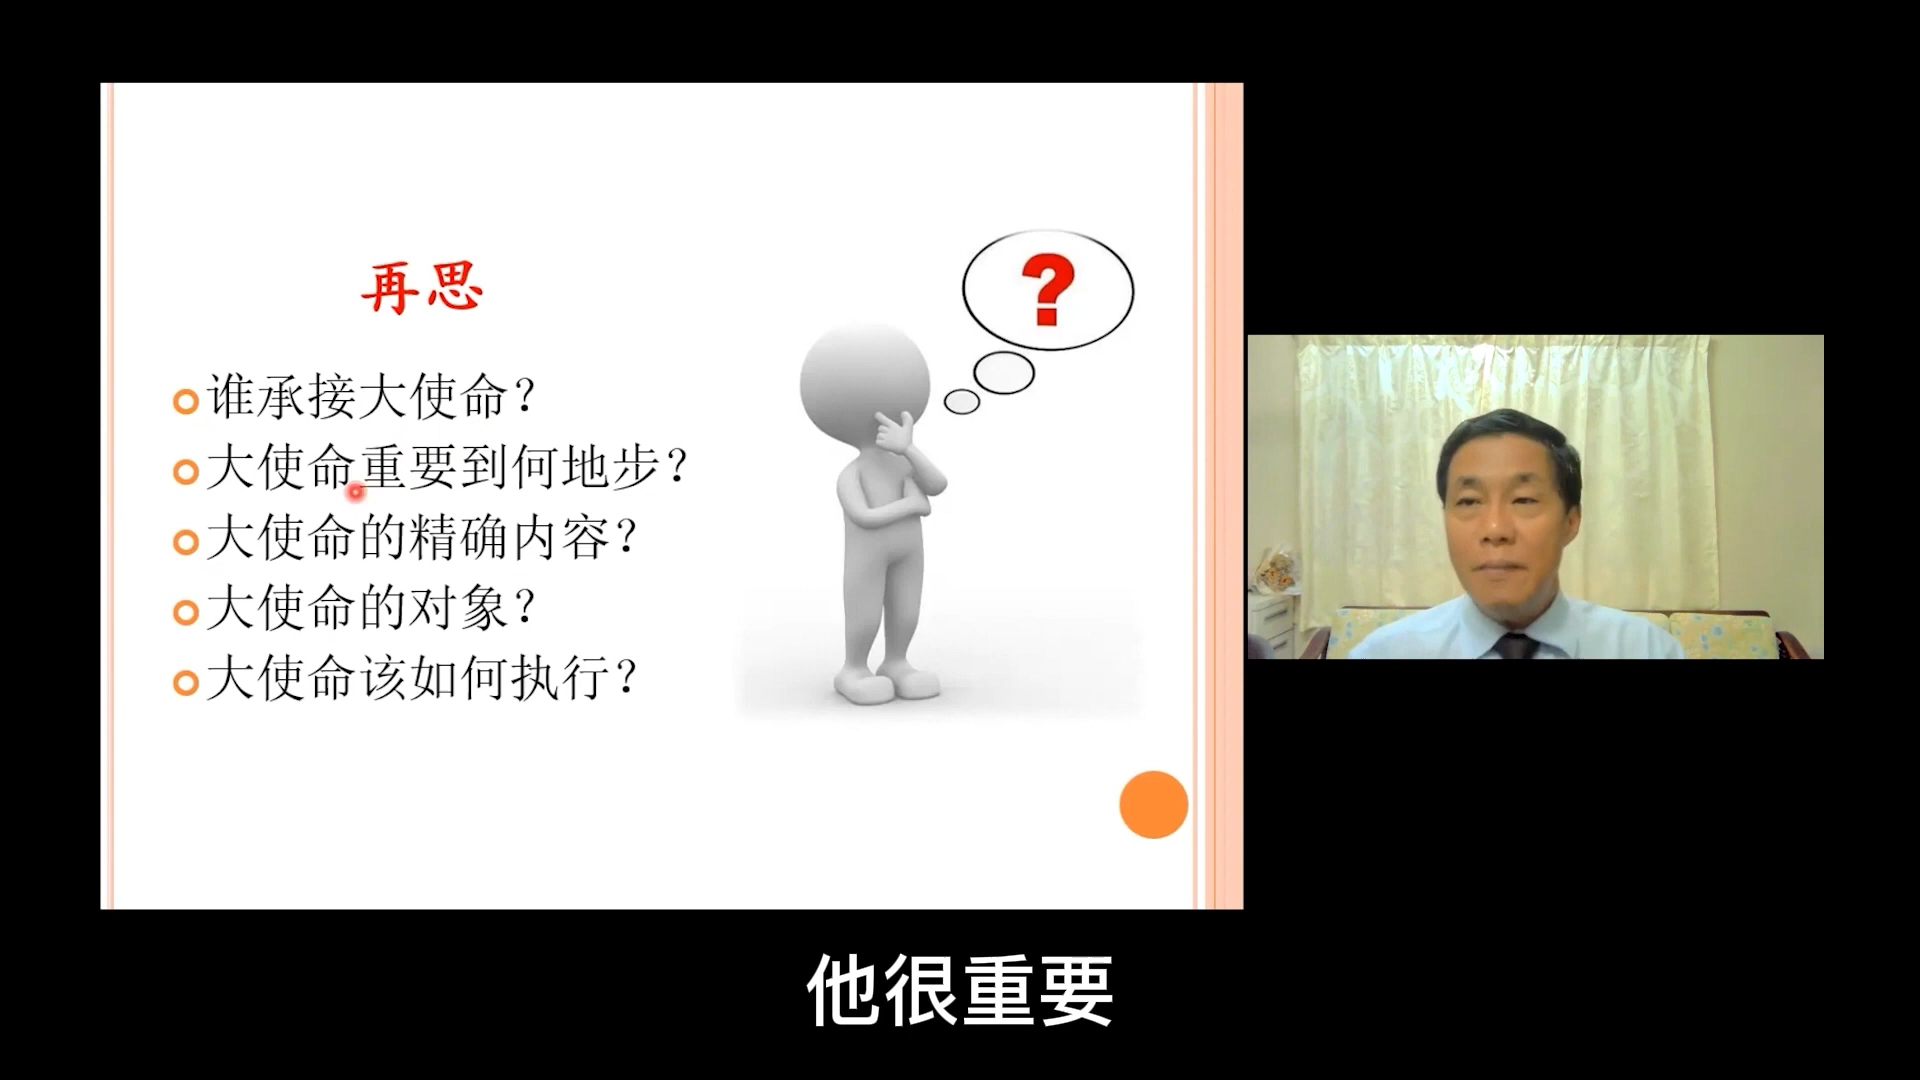 再思
谁承接大使命？
大使命重要到何地步？
大使命的精确内容？
大使命的对象？
大使命该如何执行？
?
他很重要